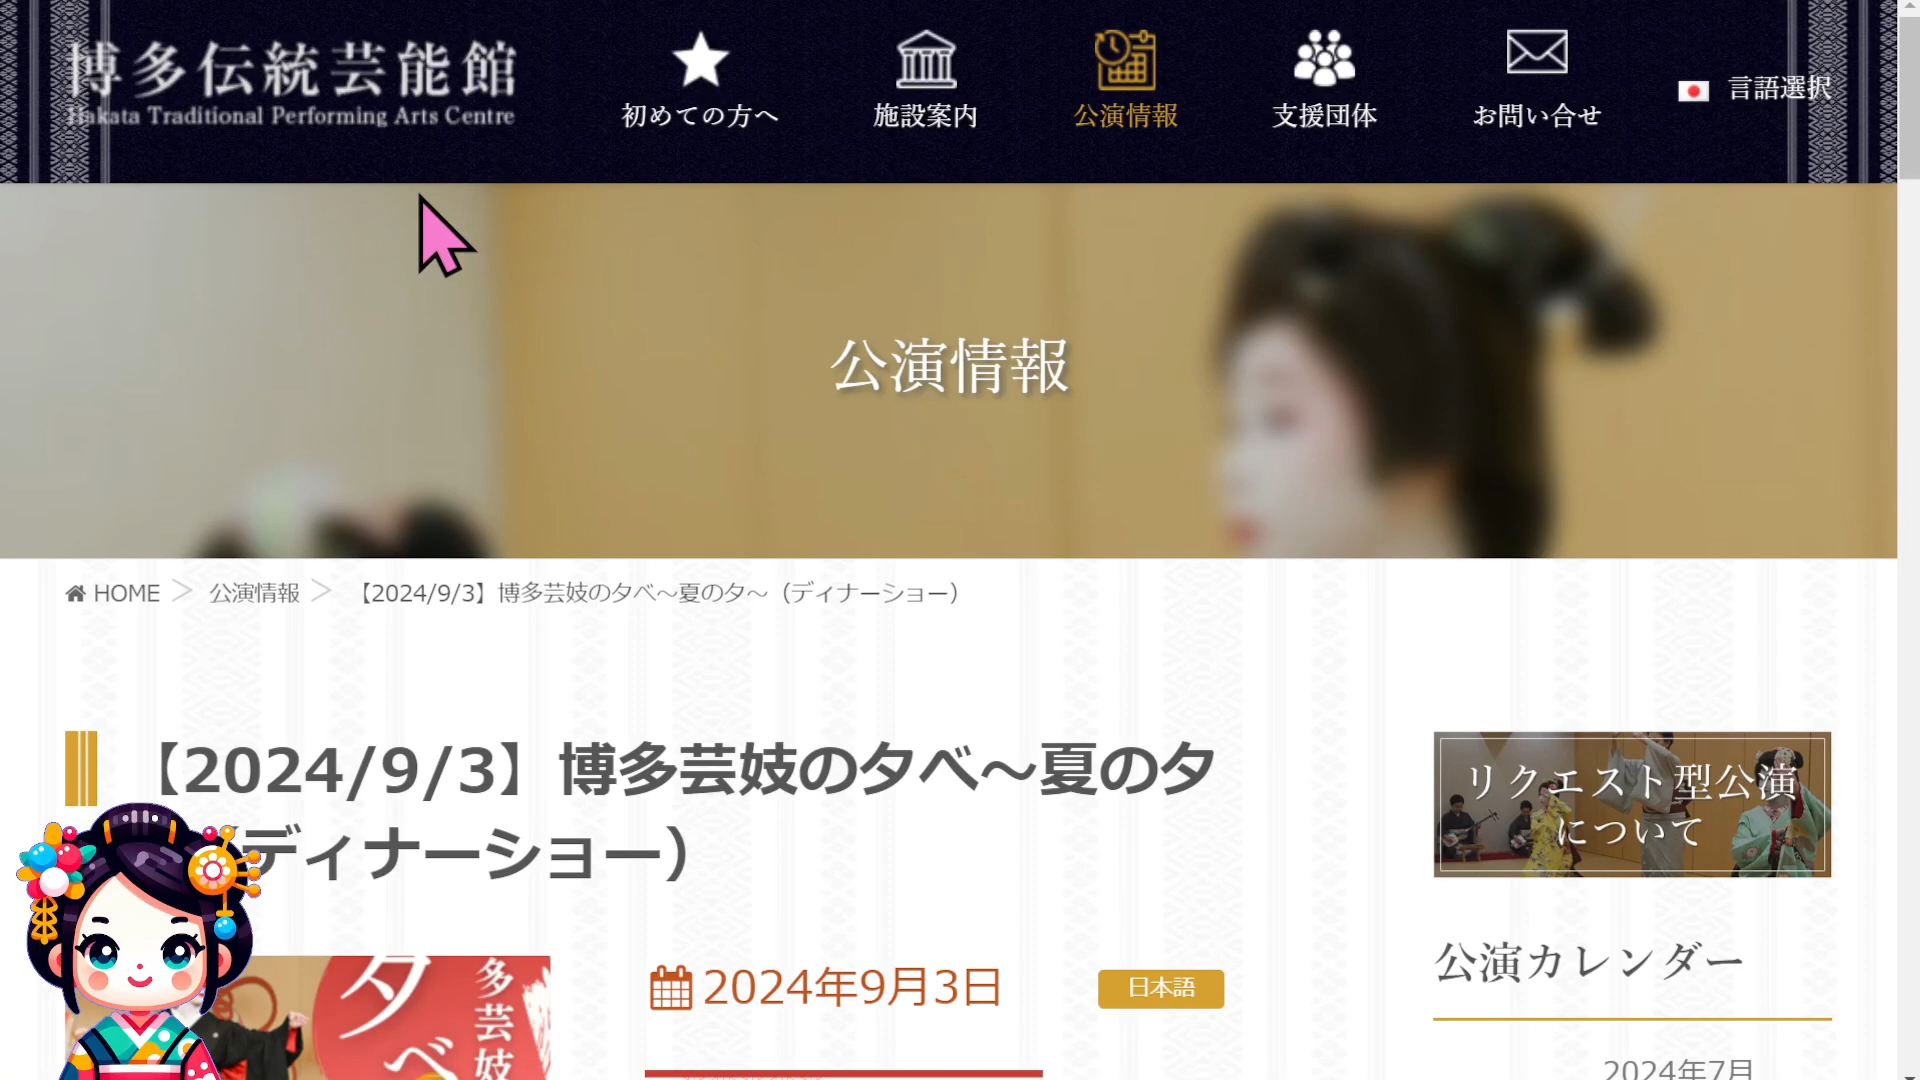 博多伝統芸能館
Hakata Traditional Performing Arts Centre
初めての方へ
施設案内
公演情報
支援団体
お問い合せ
言語選択
公演情報
HOME
公演情報
【2024/9/3】博多芸妓の夕べ～夏の夕～（ディナーショー）
【2024/9/3】博多芸妓の夕べ～夏の夕
（ディナーショー）
夕べ
多芸妓
2024年9月3日
日本語
リクエスト型公演
について
公演カレンダー
2024年7月